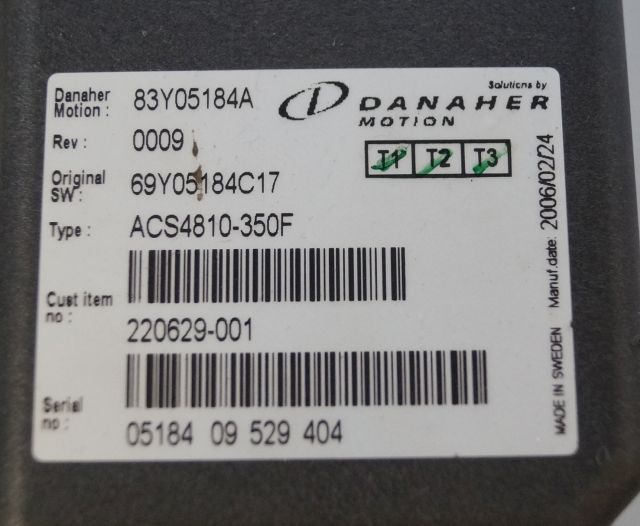 Danaher Motion : 83Y05184A
Solutions by
DANAHER
MOTION
Rev : 0009
T1 T2 T3
Original SW: 69Y05184C17
Type : ACS4810-350F
Cust item no : 220629-001
Serial no : 05184 09 529 404
MADE IN SWEDEN Manuf.date: 2006/02/24